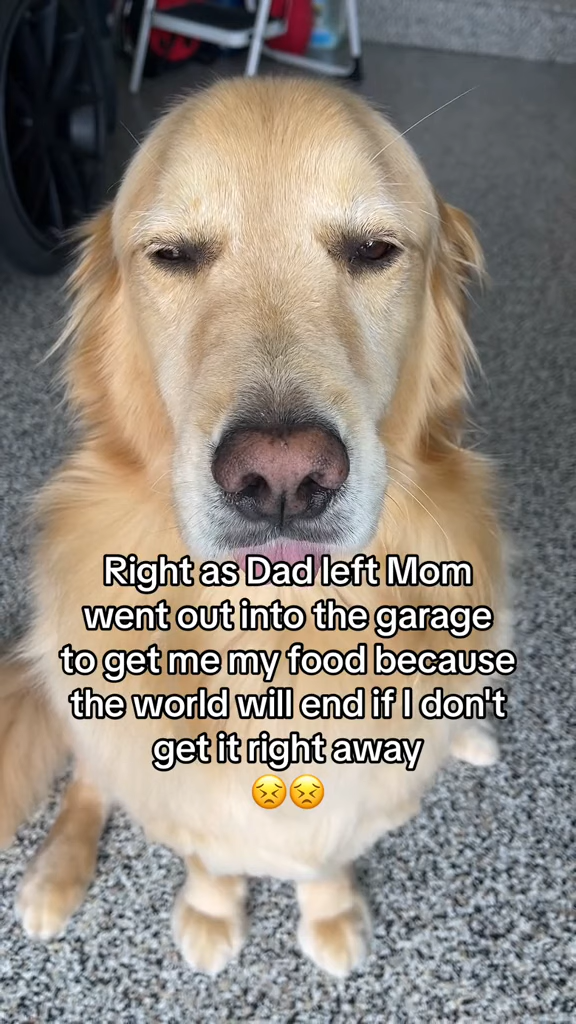 Right as Dad left Mom
went out into the garage
to get me my food because
the world will end if I don't
get it right away
😣😣